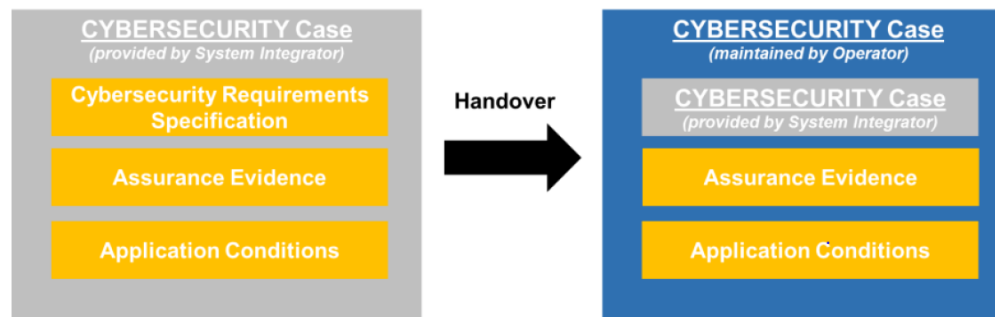 CYBERSECURITY Case
(provided by System Integrator)
Cybersecurity Requirements
Specification
Assurance Evidence
Application Conditions
Handover
CYBERSECURITY Case
(maintained by Operator)
CYBERSECURITY Case
(provided by System Integrator)
Assurance Evidence
Application Conditions